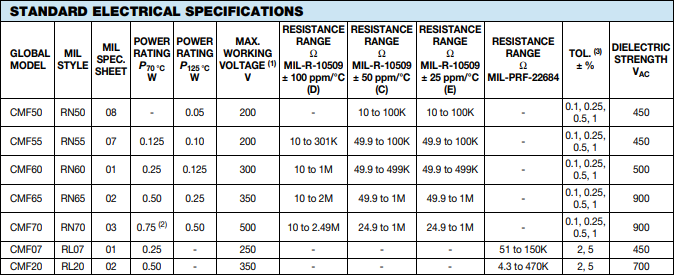 STANDARD ELECTRICAL SPECIFICATIONS
GLOBAL MODEL | MIL STYLE | MIL SPEC. SHEET | POWER RATING P70 °C W | POWER RATING P125 °C W | MAX. WORKING VOLTAGE (1) V | RESISTANCE RANGE Ω MIL-R-10509 ± 100 ppm/°C (D) | RESISTANCE RANGE Ω MIL-R-10509 ± 50 ppm/°C (C) | RESISTANCE RANGE Ω MIL-R-10509 ± 25 ppm/°C (E) | RESISTANCE RANGE Ω MIL-PRF-22684 | TOL. (3) ± % | DIELECTRIC STRENGTH VAC
CMF50 | RN50 | 08 | - | 0.05 | 200 | - | 10 to 100K | 10 to 100K | - | 0.1, 0.25, 0.5, 1 | 450
CMF55 | RN55 | 07 | 0.125 | 0.10 | 200 | 10 to 301K | 49.9 to 100K | 49.9 to 100K | - | 0.1, 0.25, 0.5, 1 | 450
CMF60 | RN60 | 01 | 0.25 | 0.125 | 300 | 10 to 1M | 49.9 to 499K | 49.9 to 499K | - | 0.1, 0.25, 0.5, 1 | 500
CMF65 | RN65 | 02 | 0.50 | 0.25 | 350 | 10 to 2M | 49.9 to 1M | 49.9 to 1M | - | 0.1, 0.25, 0.5, 1 | 900
CMF70 | RN70 | 03 | 0.75 (2) | 0.50 | 500 | 10 to 2.49M | 24.9 to 1M | 24.9 to 1M | - | 0.1, 0.25, 0.5, 1 | 900
CMF07 | RL07 | 01 | 0.25 | - | 250 | - | - | - | 51 to 150K | 2, 5 | 450
CMF20 | RL20 | 02 | 0.50 | - | 350 | - | - | - | 4.3 to 470K | 2, 5 | 700